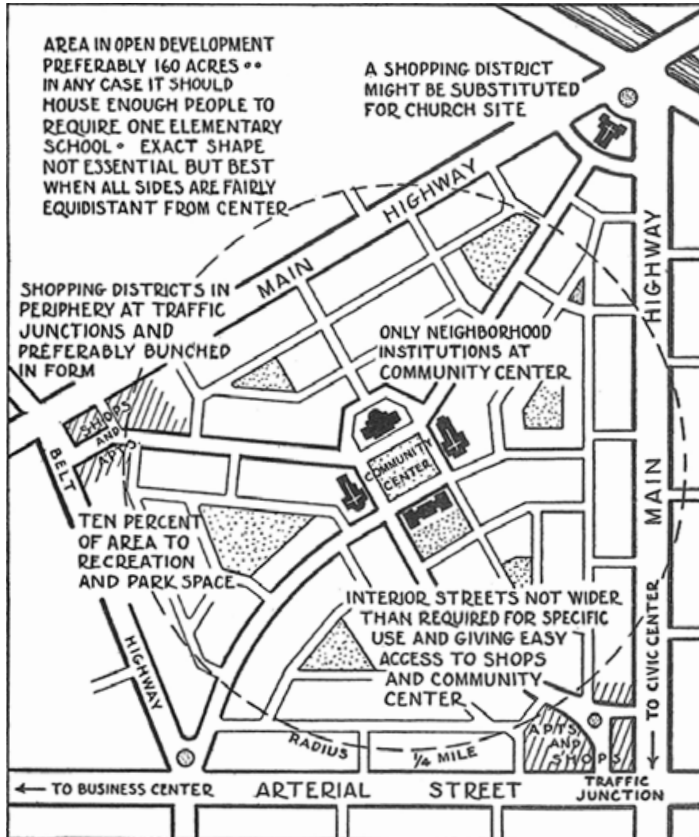 AREA IN OPEN DEVELOPMENT
PREFERABLY 160 ACRES ••
IN ANY CASE IT SHOULD
HOUSE ENOUGH PEOPLE TO
REQUIRE ONE ELEMENTARY
SCHOOL • EXACT SHAPE
NOT ESSENTIAL BUT BEST
WHEN ALL SIDES ARE FAIRLY
EQUIDISTANT FROM CENTER
A SHOPPING DISTRICT
MIGHT BE SUBSTITUTED
FOR CHURCH SITE
MAIN HIGHWAY
MAIN HIGHWAY
SHOPPING DISTRICTS IN
PERIPHERY AT TRAFFIC
JUNCTIONS AND
PREFERABLY BUNCHED
IN FORM
ONLY NEIGHBORHOOD
INSTITUTIONS AT
COMMUNITY CENTER
SHOPS
AND
APTS
BELT HIGHWAY
COMMUNITY
CENTER
TEN PERCENT
OF AREA TO
RECREATION
AND PARK SPACE
INTERIOR STREETS NOT WIDER
THAN REQUIRED FOR SPECIFIC
USE AND GIVING EASY
ACCESS TO SHOPS
AND COMMUNITY
CENTER
→ TO CIVIC CENTER
RADIUS 1/4 MILE
APTS
AND
SHOPS
← TO BUSINESS CENTER
ARTERIAL STREET
TRAFFIC
JUNCTION